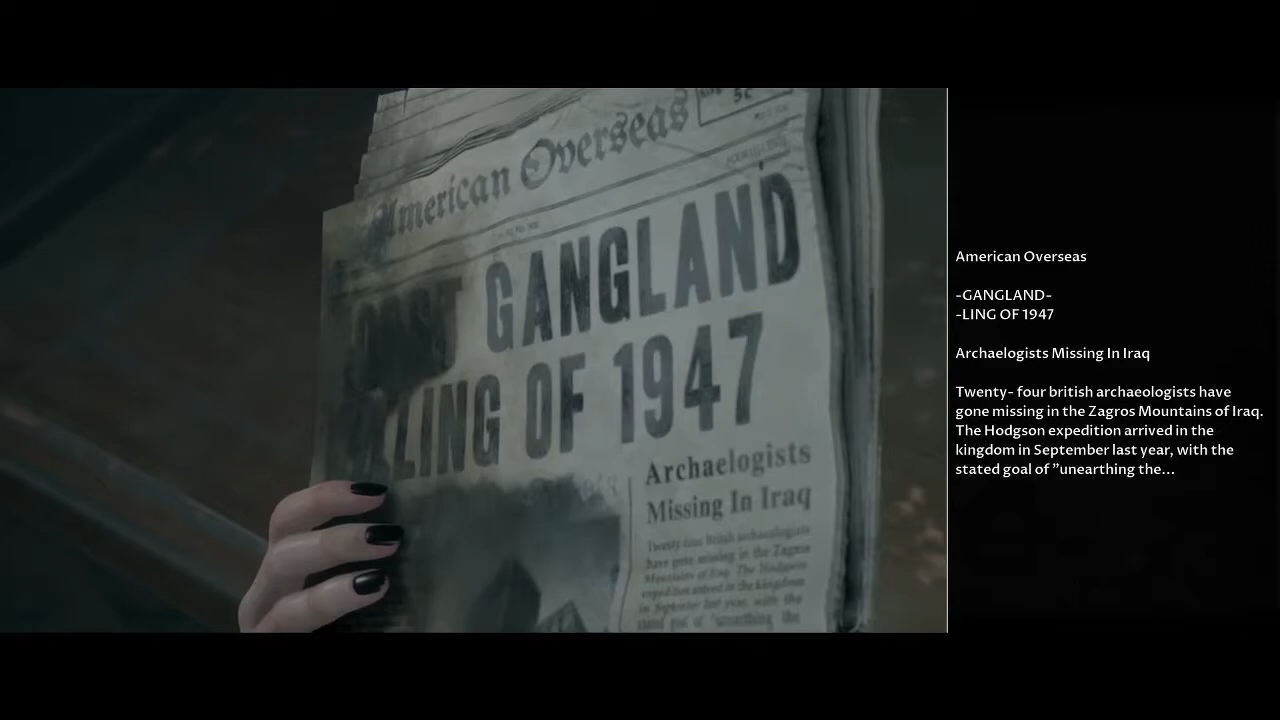 5c
American Overseas
GANGLAND
LING OF 1947
Archaelogists
Missing In Iraq
Twenty-four British archaeologists
have gone missing in the Zagros
Mountains of Iraq. The Hodgson
expedition arrived in the kingdom
in September last year, with the
stated goal of "unearthing the
American Overseas
-GANGLAND-
-LING OF 1947
Archaelogists Missing In Iraq
Twenty- four british archaeologists have
gone missing in the Zagros Mountains of Iraq.
The Hodgson expedition arrived in the
kingdom in September last year, with the
stated goal of "unearthing the...